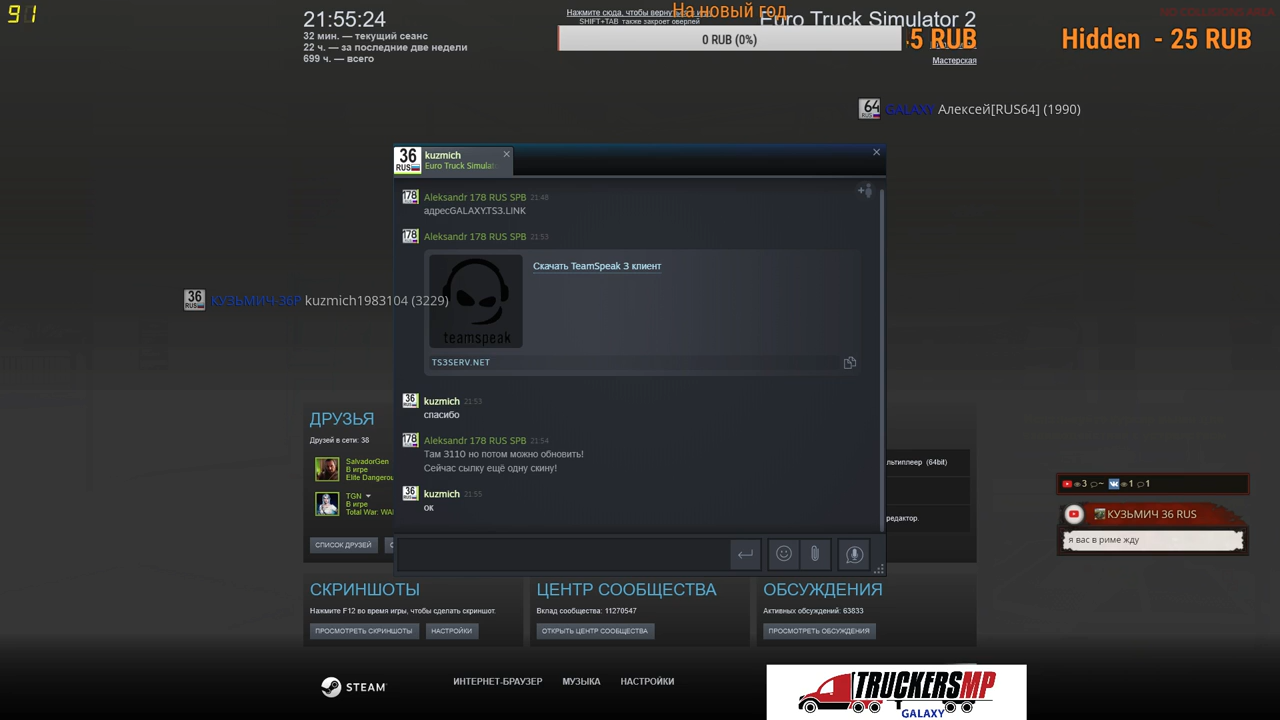 91
21:55:24
32 мин. — текущий сеанс
22 ч. — за последние две недели
699 ч. — всего
На новый год
SHIFT+TAB также закроет оверлей
0 RUB (0%)
Euro Truck Simulator 2
Мастерская
5 RUB
Hidden - 25 RUB
NO COLLISIONS AREA
64 GALAXY Алексей[RUS64] (1990)
36
RUS
kuzmich
Euro Truck Simulat
178 Aleksandr 178 RUS SPB 21:48
адресGALAXY.TS3.LINK
178 Aleksandr 178 RUS SPB 21:53
Скачать TeamSpeak 3 клиент
teamspeak
TS3SERV.NET
36 RUS КУЗЬМИЧ 36Р kuzmich1983104 (3229)
36 kuzmich 21:53
спасибо
178 Aleksandr 178 RUS SPB 21:54
Там 3110 но потом можно обновить!
Сейчас сылку ещё одну скину!
36 kuzmich 21:55
ок
ДРУЗЬЯ
Друзей в сети: 38
SalvadorGen
В игре
Elite Dangerou
TGN
В игре
Total War: WA
СПИСОК ДРУЗЕЙ
льтиплеер (64bit)
редактор.
3 ~ 1 1
КУЗЬМИЧ 36 RUS
я вас в риме жду
СКРИНШОТЫ
Нажмите F12 во время игры, чтобы сделать скриншот.
ПРОСМОТРЕТЬ СКРИНШОТЫ
НАСТРОЙКИ
ЦЕНТР СООБЩЕСТВА
Вклад сообщества: 11270547
ОТКРЫТЬ ЦЕНТР СООБЩЕСТВА
ОБСУЖДЕНИЯ
Активных обсуждений: 63833
ПРОСМОТРЕТЬ ОБСУЖДЕНИЯ
STEAM
ИНТЕРНЕТ-БРАУЗЕР
МУЗЫКА
НАСТРОЙКИ
TRUCKERSMP
GALAXY